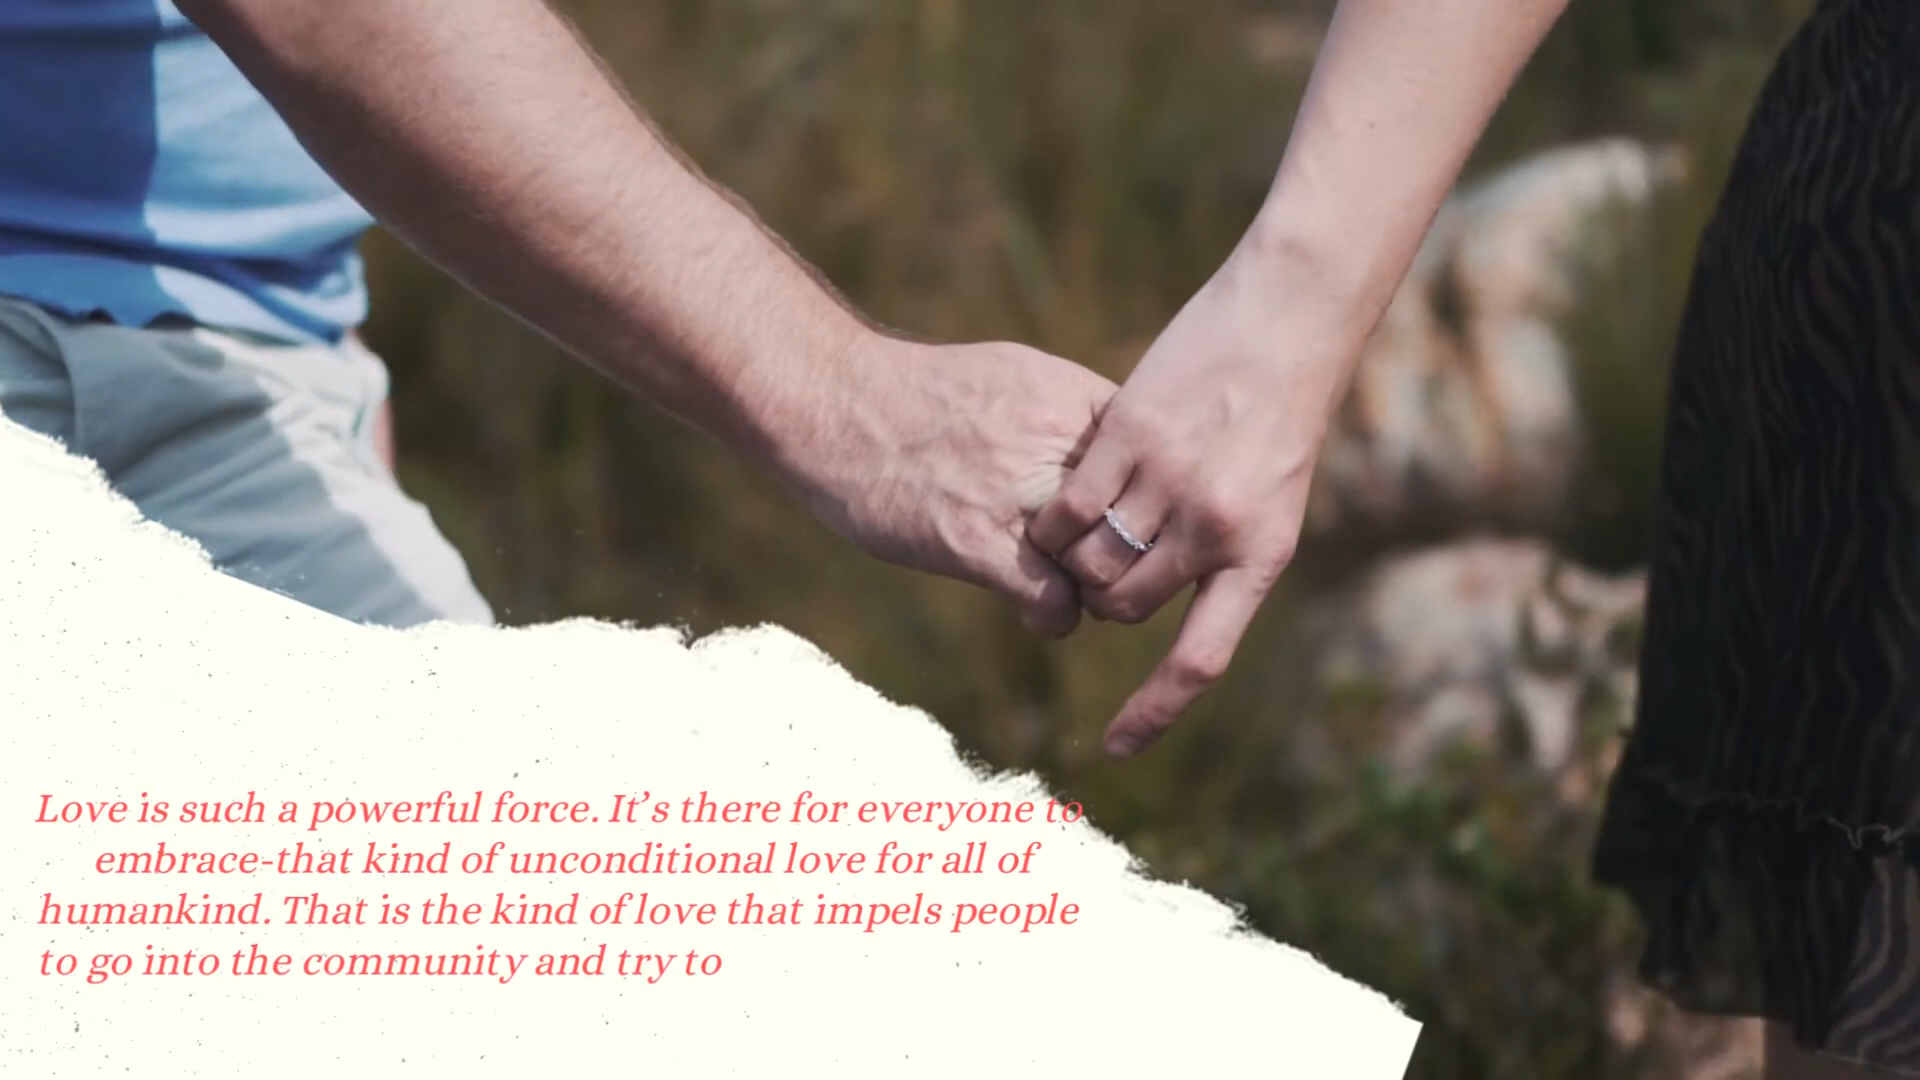 Love is such a powerful force. It’s there for everyone to
embrace-that kind of unconditional love for all of
humankind. That is the kind of love that impels people
to go into the community and try to